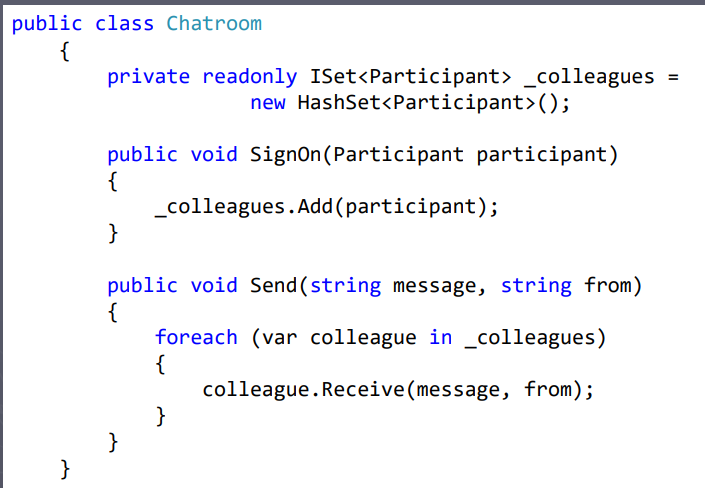 public class Chatroom
{
private readonly ISet<Participant> _colleagues =
new HashSet<Participant>();
public void SignOn(Participant participant)
{
_colleagues.Add(participant);
}
public void Send(string message, string from)
{
foreach (var colleague in _colleagues)
{
colleague.Receive(message, from);
}
}
}